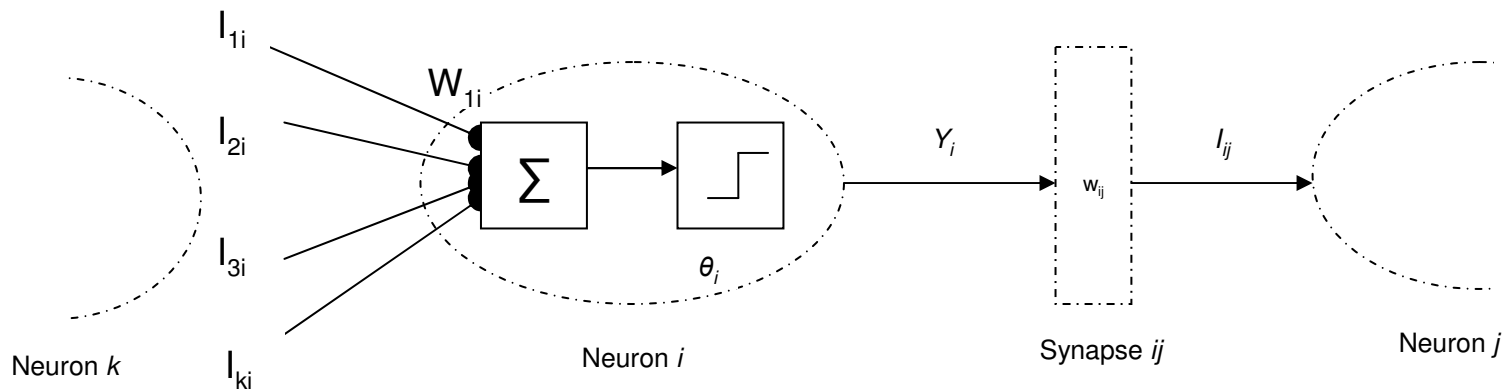 I1i
W1i
I2i
Σ
Yi
Iij
wij
I3i
θi
Iki
Neuron k
Neuron i
Synapse ij
Neuron j